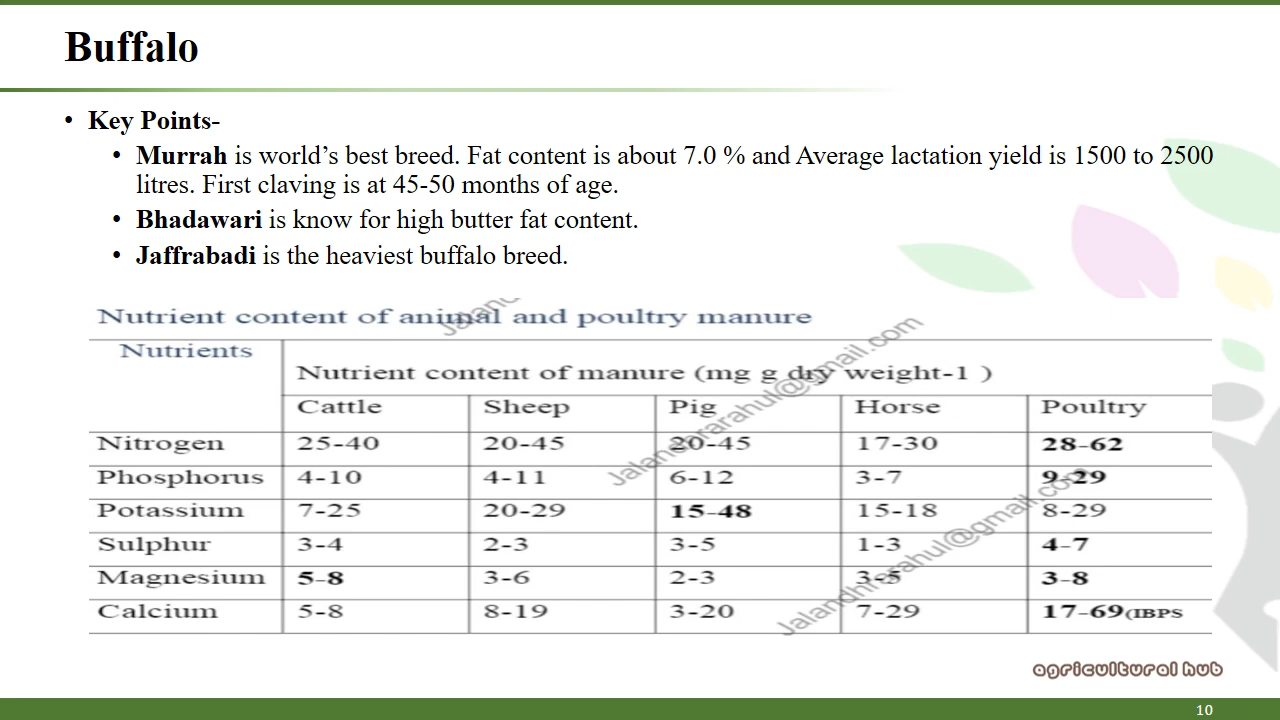 Buffalo
• Key Points-
• Murrah is world’s best breed. Fat content is about 7.0 % and Average lactation yield is 1500 to 2500
litres. First claving is at 45-50 months of age.
• Bhadawari is know for high butter fat content.
• Jaffrabadi is the heaviest buffalo breed.
Nutrient content of animal and poultry manure
Nutrients
Nutrient content of manure (mg g dry weight-1 )
Cattle Sheep Pig Horse Poultry
Nitrogen 25-40 20-45 20-45 17-30 28-62
Phosphorus 4-10 4-11 6-12 3-7 9-29
Potassium 7-25 20-29 15-48 15-18 8-29
Sulphur 3-4 2-3 3-5 1-3 4-7
Magnesium 5-8 3-6 2-3 3-5 3-8
Calcium 5-8 8-19 3-20 7-29 17-69(IBPS
agricultural hub
10